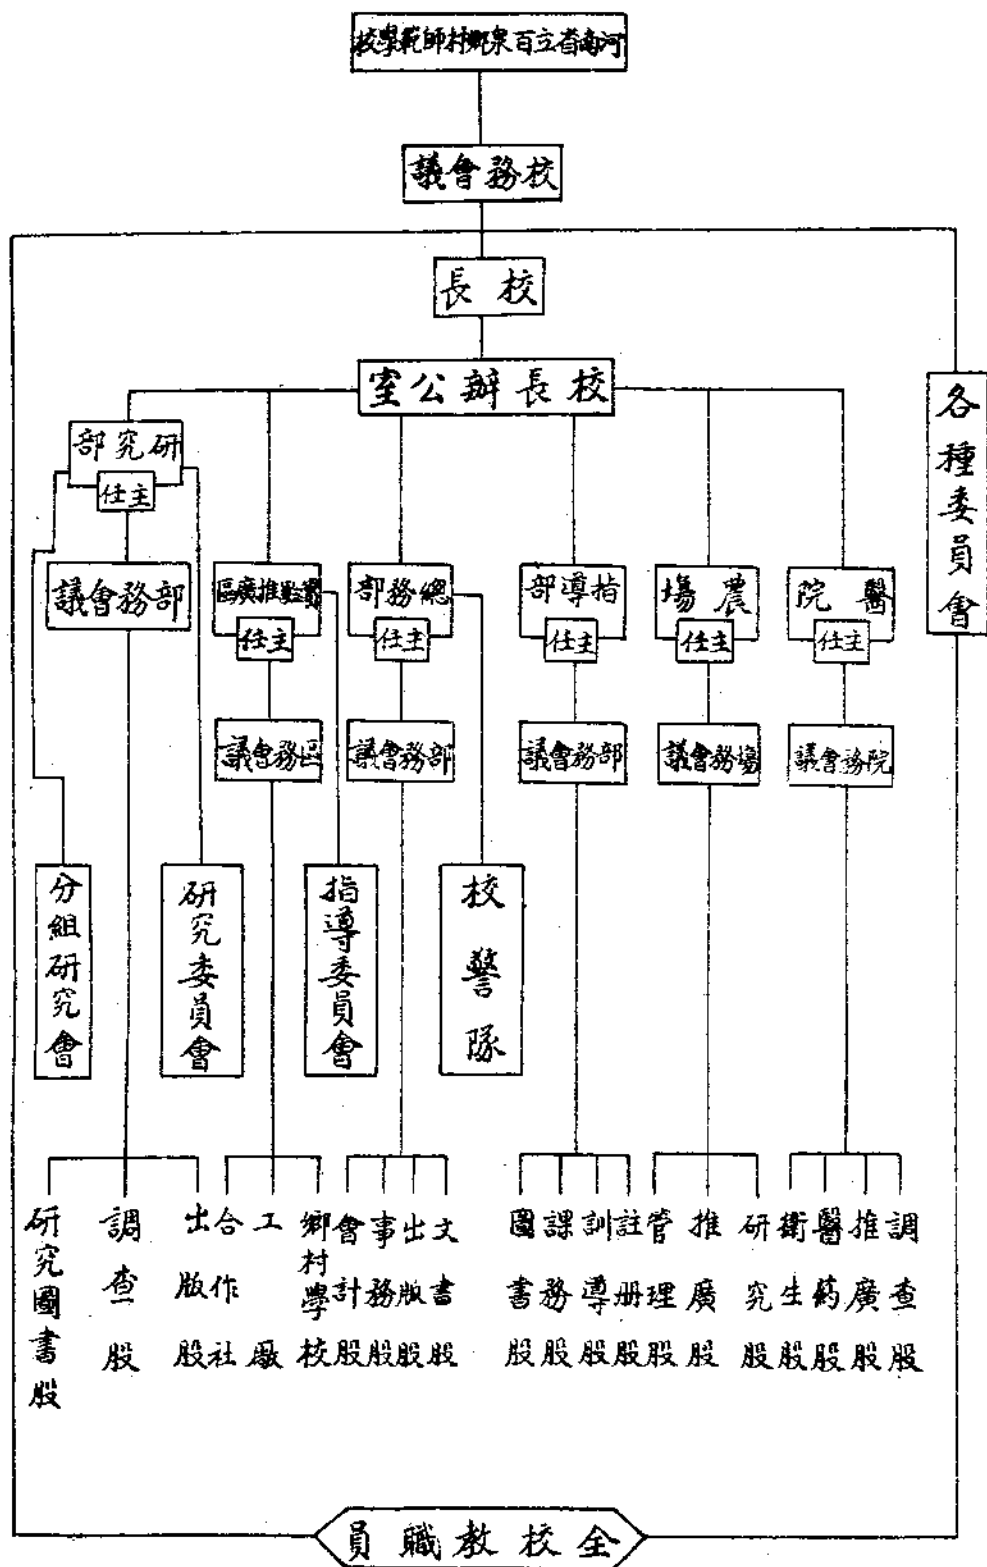 河南省立百泉鄉村師範學校
校務會議
校長
校長辦公室
各種委員會
醫院
主任
院務會議
農場
主任
場務會議
指導部
主任
部務會議
總務部
主任
部務會議
實驗推廣區
主任
區務會議
研究部
主任
部務會議
校警隊
指導委員會
研究委員會
分組研究會
調查股
推廣股
醫药股
衛生股
研究股
推廣股
管理股
註册股
訓導股
課務股
圖書股
文書股
出版股
事務股
會計股
鄉村學校
工廠
合作社
出版股
調查股
研究圖書股
全校教職員